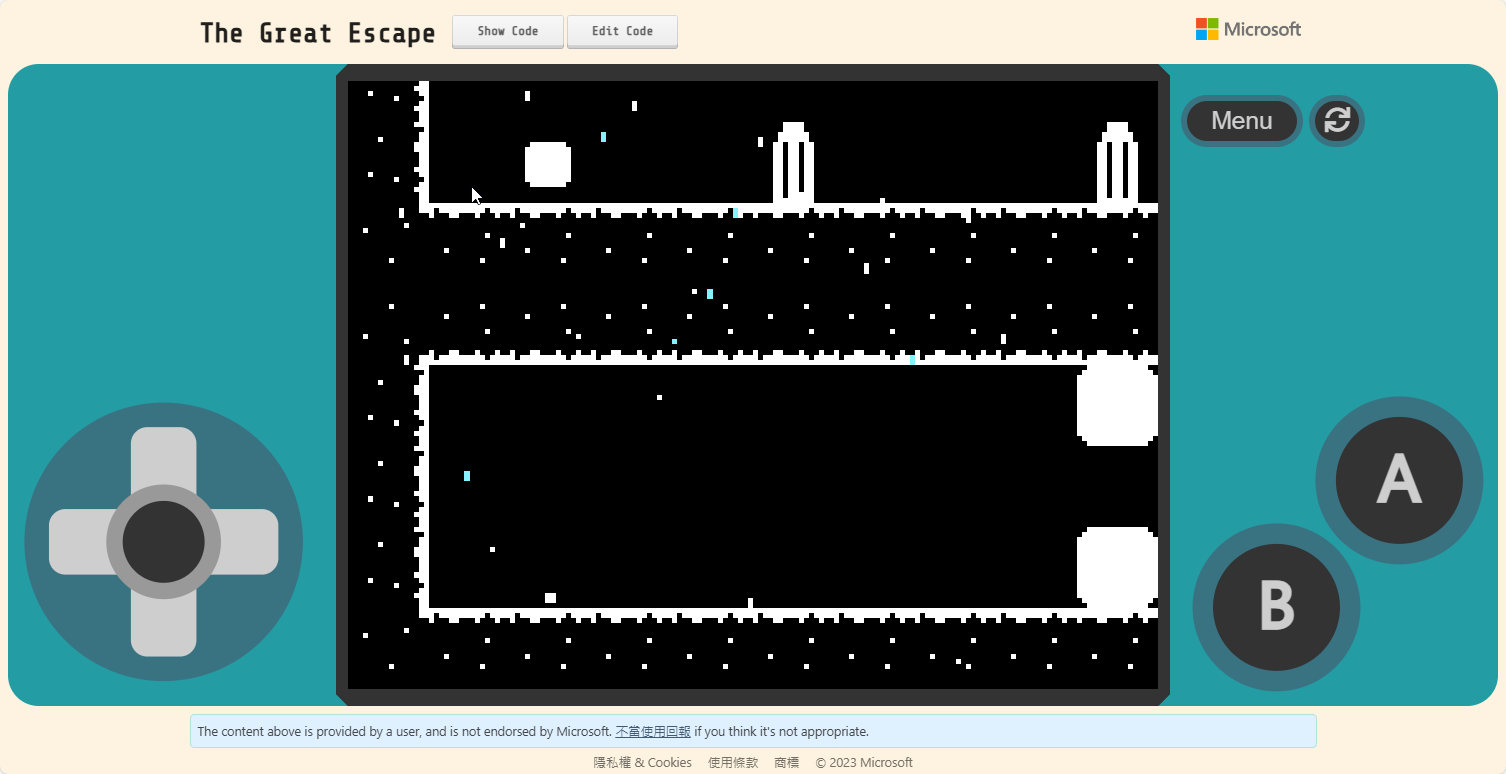 The Great Escape
Show Code
Edit Code
Microsoft
Menu
A
B
The content above is provided by a user, and is not endorsed by Microsoft. 不當使用回報 if you think it's not appropriate.
隱私權 & Cookies 使用條款 商標 © 2023 Microsoft